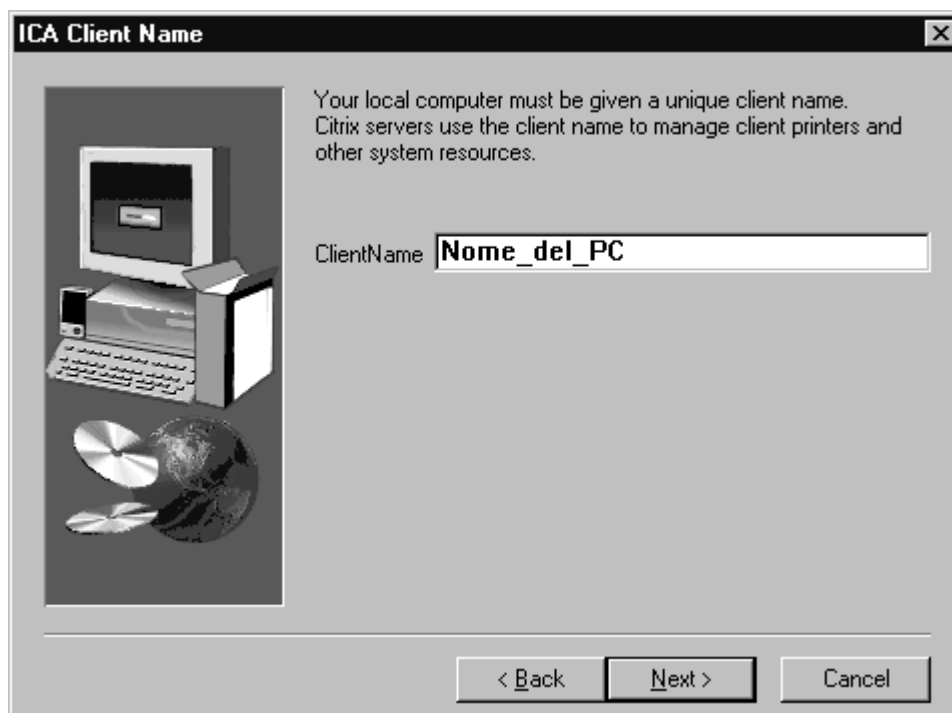 ICA Client Name
Your local computer must be given a unique client name.
Citrix servers use the client name to manage client printers and
other system resources.
ClientName Nome_del_PC
< Back Next > Cancel